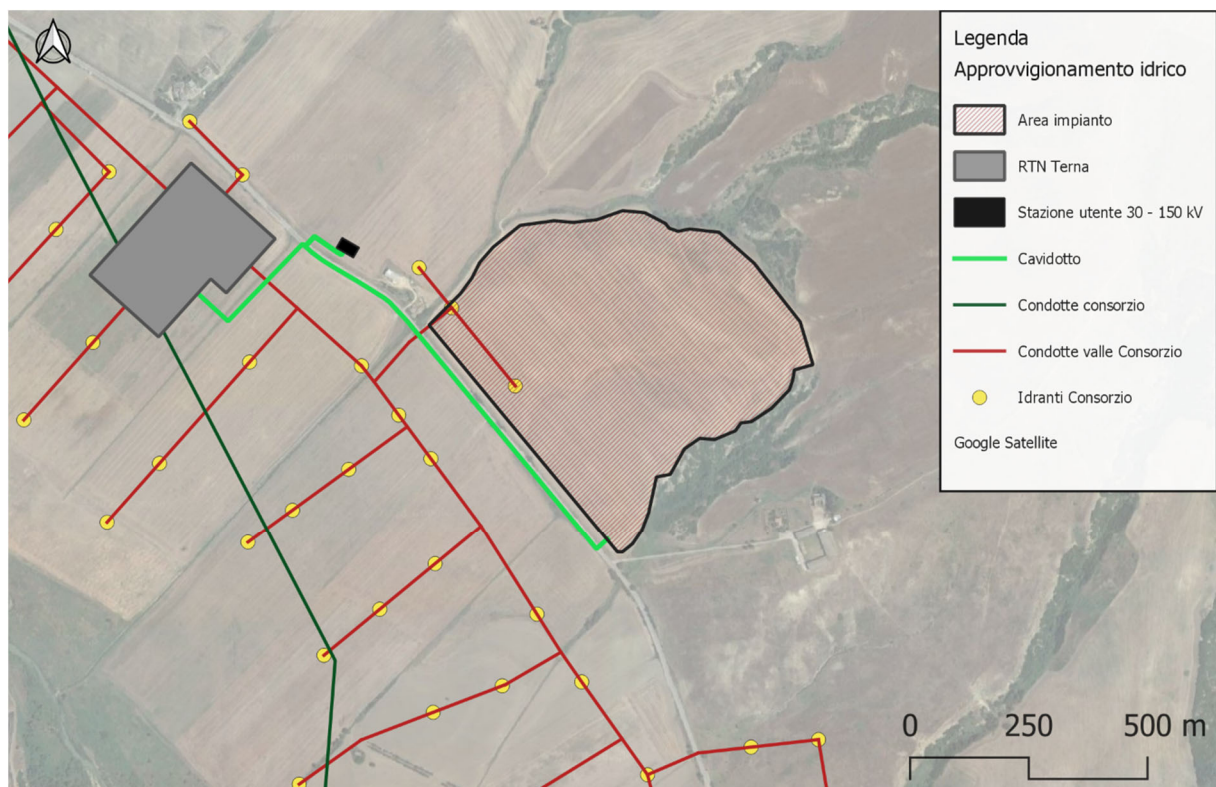 Legenda
Approvvigionamento idrico
Area impianto
RTN Terna
Stazione utente 30 - 150 kV
Cavidotto
Condotte consorzio
Condotte valle Consorzio
Idranti Consorzio
Google Satellite
0 250 500 m